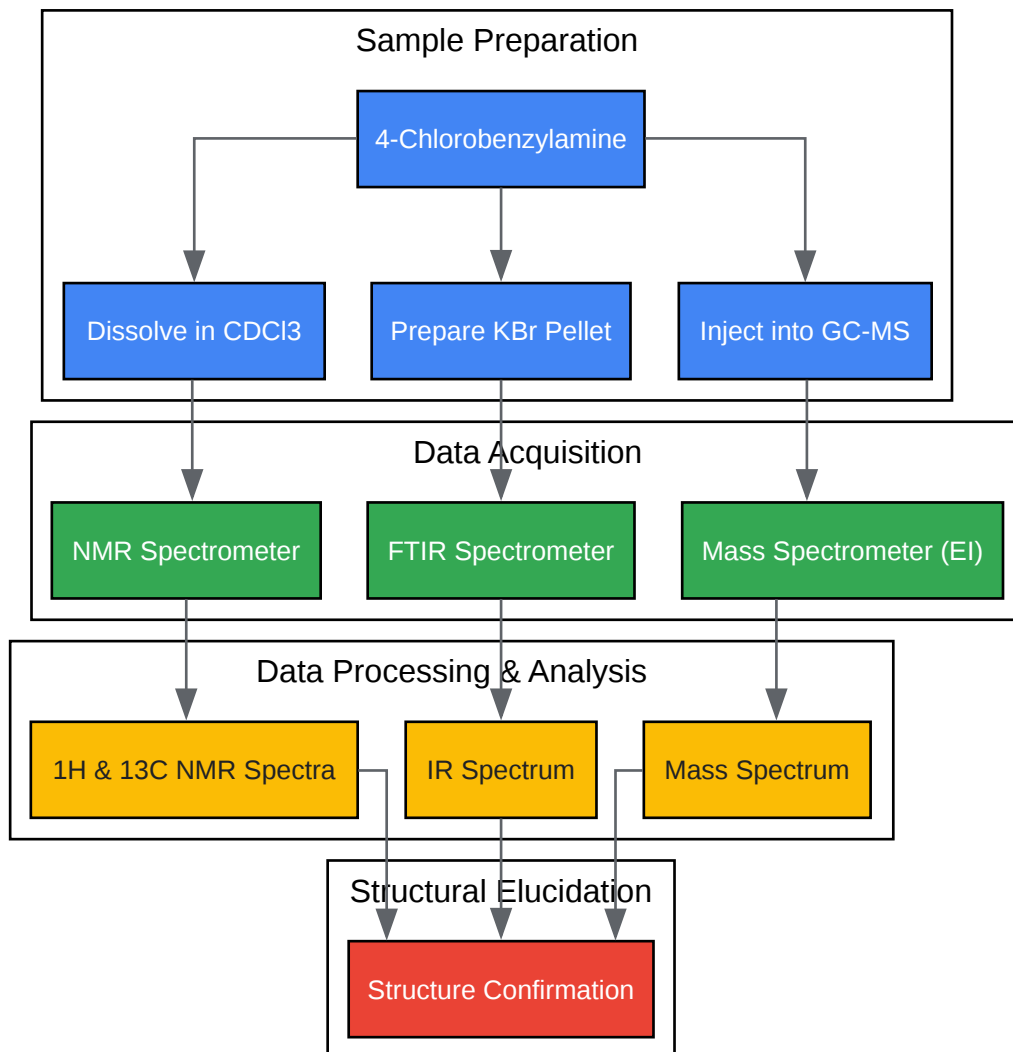 Sample Preparation
4-Chlorobenzylamine
Dissolve in CDCl3
Prepare KBr Pellet
Inject into GC-MS
Data Acquisition
NMR Spectrometer
FTIR Spectrometer
Mass Spectrometer (EI)
Data Processing & Analysis
1H & 13C NMR Spectra
IR Spectrum
Mass Spectrum
Structural Elucidation
Structure Confirmation